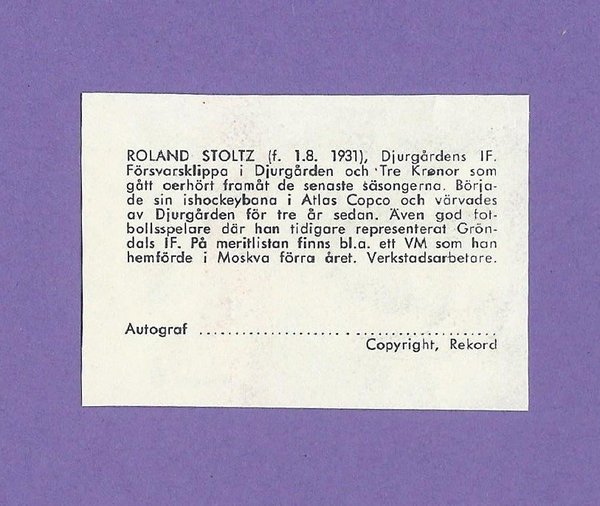 ROLAND STOLTZ (f. 1.8. 1931), Djurgårdens IF.
Försvarsklippa i Djurgården och Tre Kronor som
gått oerhört framåt de senaste säsongerna. Börja-
de sin ishockeybana i Atlas Copco och värvades
av Djurgården för tre år sedan. Även god fot-
bollsspelare där han tidigare representerat Grön-
dals IF. På meritlistan finns bl.a. ett VM som han
hemförde i Moskva förra året. Verkstadsarbetare.
Autograf ................................................
Copyright, Rekord